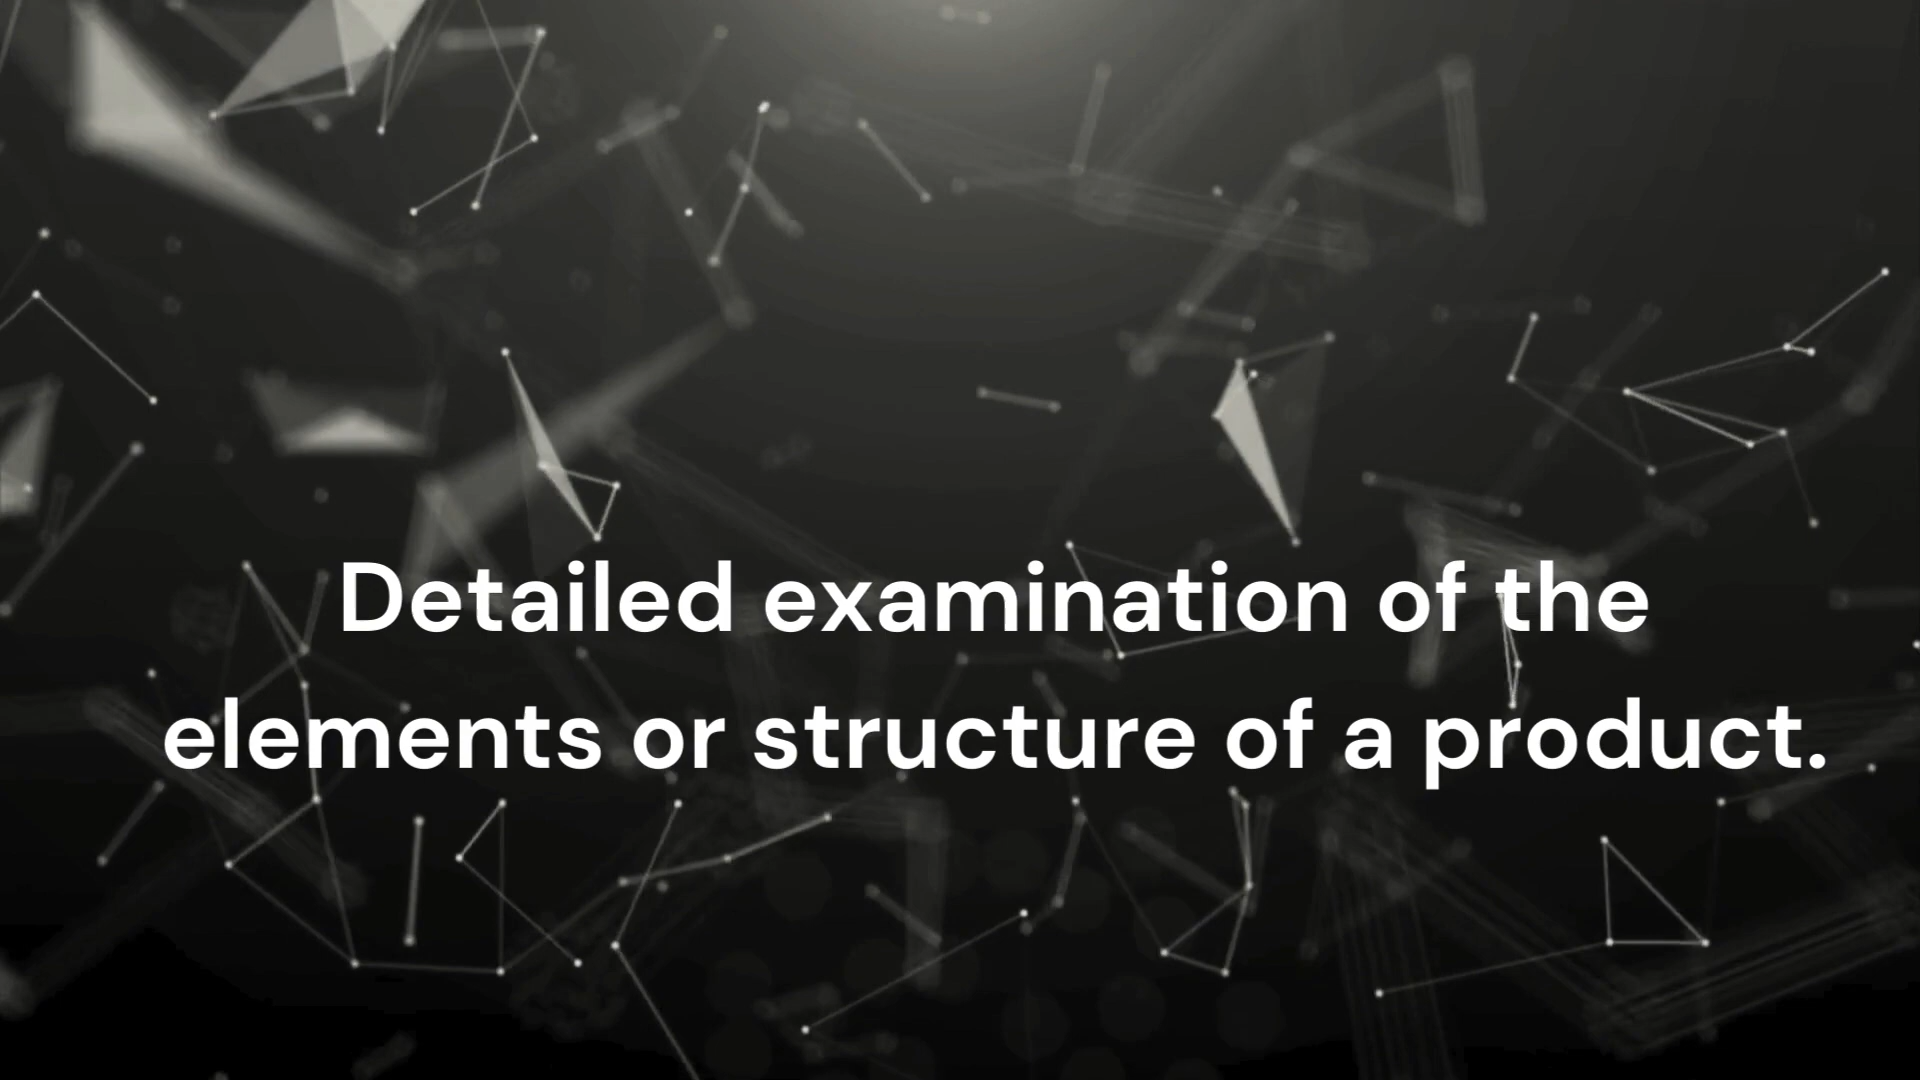 Detailed examination of the
elements or structure of a product.